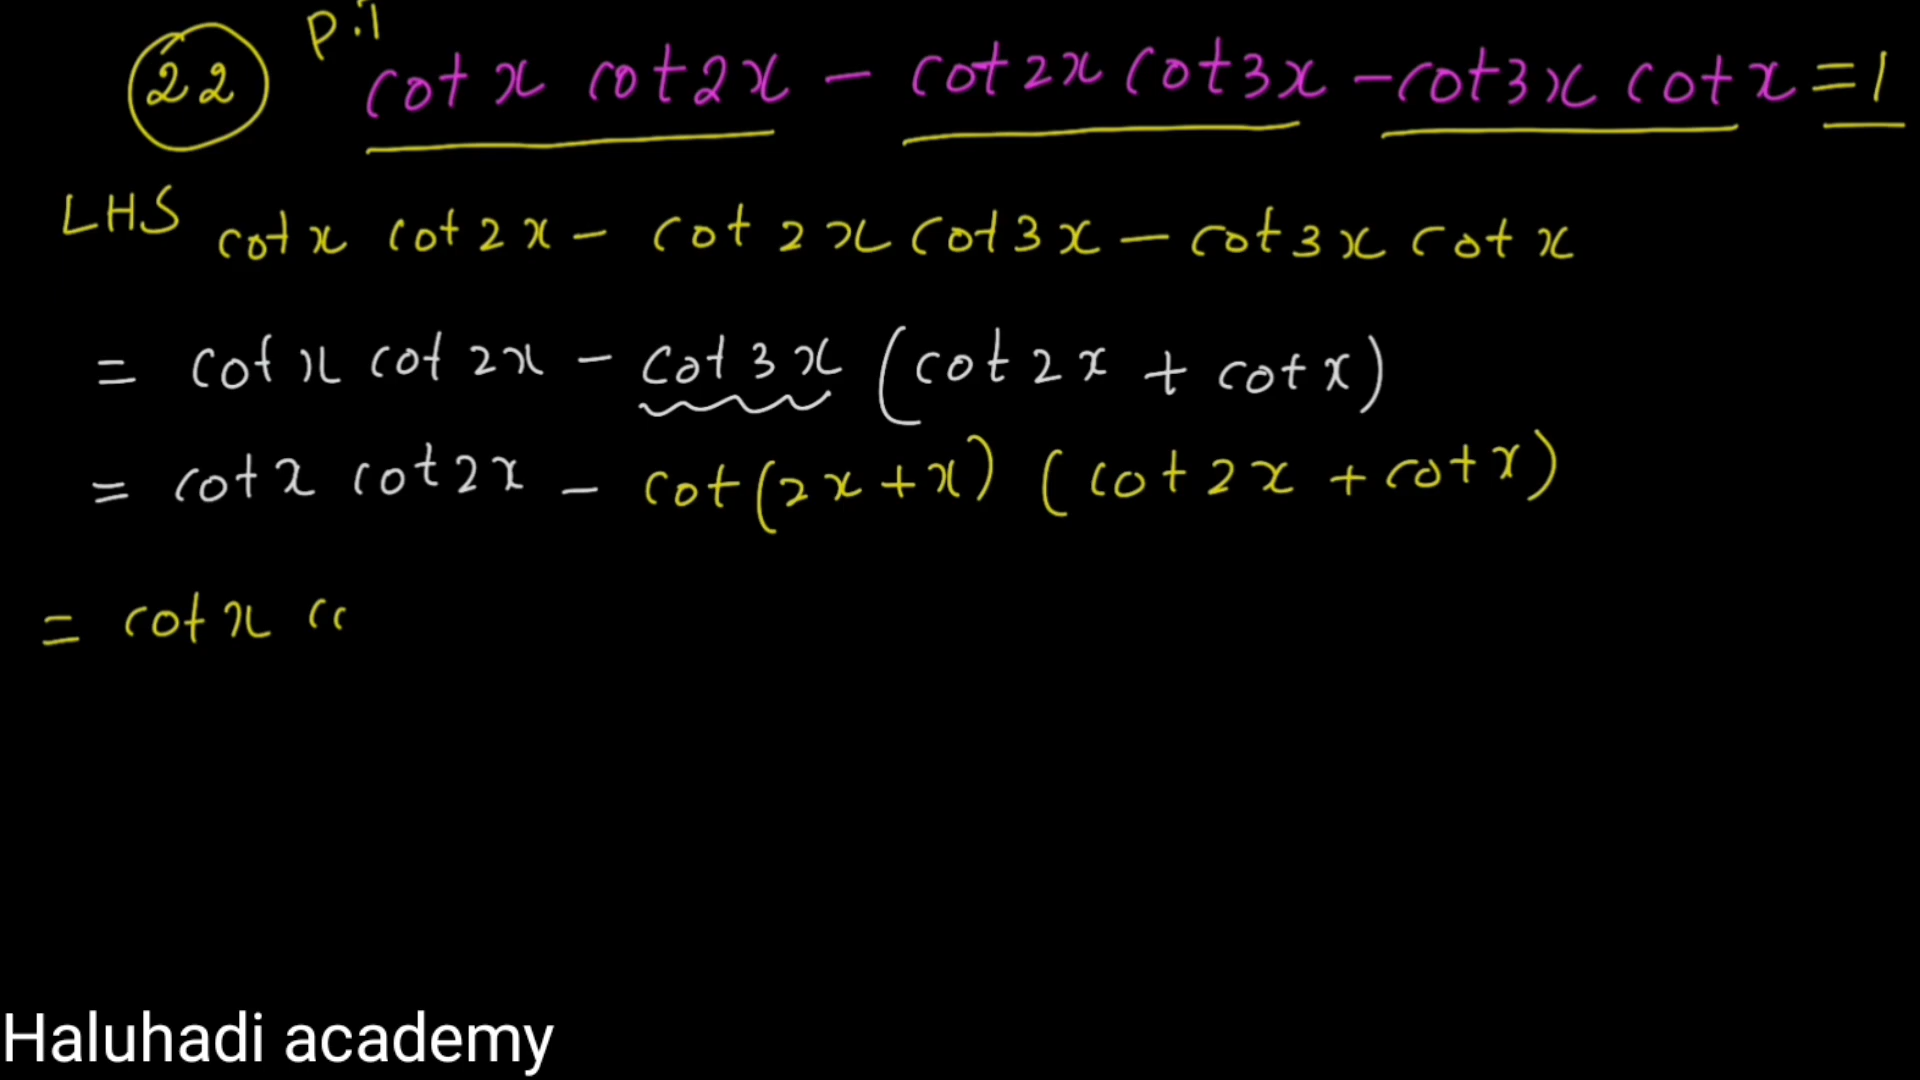 22 P.T cot x cot 2x - cot 2x cot 3x - cot 3x cot x = 1
LHS cot x cot 2x - cot 2x cot 3x - cot 3x cot x
= cot x cot 2x - cot 3x (cot 2x + cot x)
= cot x cot 2x - cot (2x + x) (cot 2x + cot x)
= cot x
Haluhadi academy